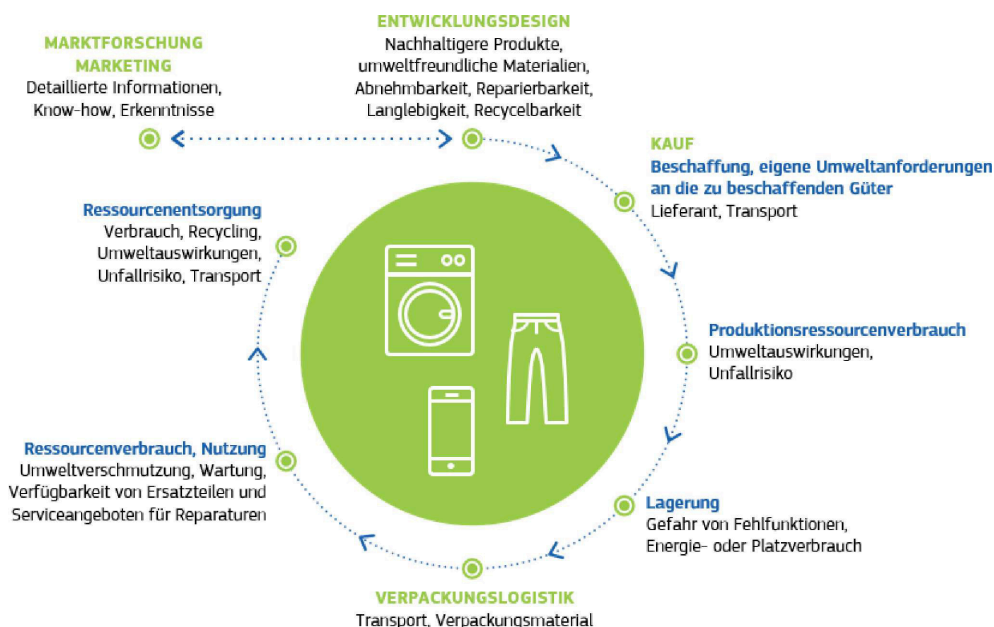 MARKTFORSCHUNG
MARKETING
Detaillierte Informationen,
Know-how, Erkenntnisse
ENTWICKLUNGSDESIGN
Nachhaltigere Produkte,
umweltfreundliche Materialien,
Abnehmbarkeit, Reparierbarkeit,
Langlebigkeit, Recycelbarkeit
KAUF
Beschaffung, eigene Umweltanforderungen
an die zu beschaffenden Güter
Lieferant, Transport
Produktionsressourcenverbrauch
Umweltauswirkungen,
Unfallrisiko
Lagerung
Gefahr von Fehlfunktionen,
Energie- oder Platzverbrauch
VERPACKUNGSLOGISTIK
Transport, Verpackungsmaterial
Ressourcenverbrauch, Nutzung
Umweltverschmutzung, Wartung,
Verfügbarkeit von Ersatzteilen und
Serviceangeboten für Reparaturen
Ressourcenentsorgung
Verbrauch, Recycling,
Umweltauswirkungen,
Unfallrisiko, Transport